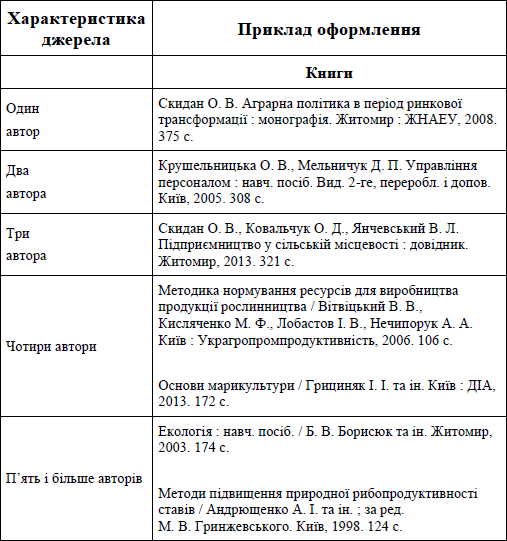 Характеристика
джерела
Приклад оформлення
Книги
Один
автор
Скидан О. В. Аграрна політика в період ринкової
трансформації : монографія. Житомир : ЖНАЕУ, 2008.
375 с.
Два
автора
Крушельницька О. В., Мельничук Д. П. Управління
персоналом : навч. посіб. Вид. 2-ге, переробл. і допов.
Київ, 2005. 308 с.
Три
автора
Скидан О. В., Ковальчук О. Д., Янчевський В. Л.
Підприємництво у сільській місцевості : довідник.
Житомир, 2013. 321 с.
Чотири автори
Методика нормування ресурсів для виробництва
продукції рослинництва / Вітвіцький В. В.,
Кисляченко М. Ф., Лобастов І. В., Нечипорук А. А.
Київ : Украгропромпродуктивність, 2006. 106 с.
Основи марикультури / Грициняк І. І. та ін. Київ : ДІА,
2013. 172 с.
П’ять і більше авторів
Екологія : навч. посіб. / Б. В. Борисюк та ін. Житомир,
2003. 174 с.
Методи підвищення природної рибопродуктивності
ставів / Андрющенко А. І. та ін. ; за ред.
М. В. Гринжевського. Київ, 1998. 124 с.